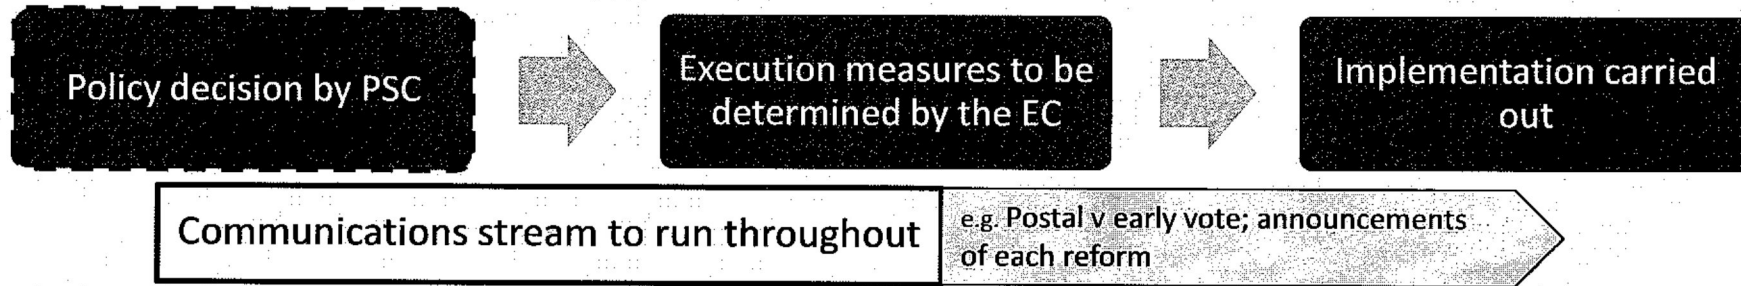 Policy decision by PSC
Execution measures to be
determined by the EC
Implementation carried
out
Communications stream to run throughout
e.g. Postal v early vote; announcements
of each reform